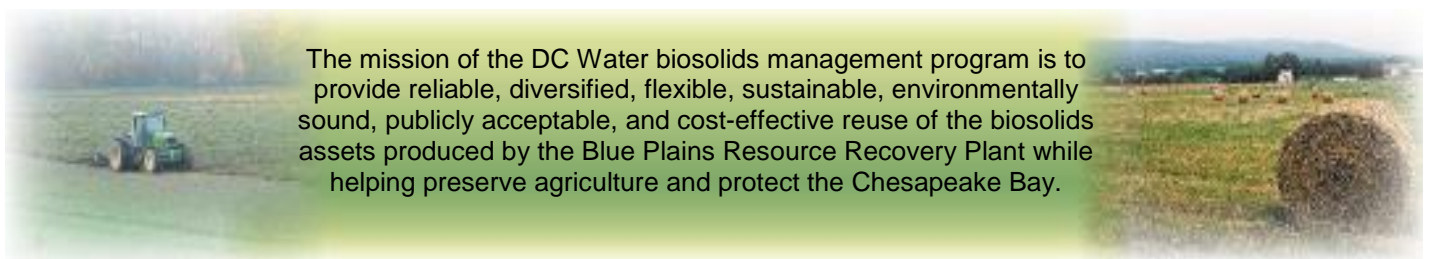 The mission of the DC Water biosolids management program is to
provide reliable, diversified, flexible, sustainable, environmentally
sound, publicly acceptable, and cost-effective reuse of the biosolids
assets produced by the Blue Plains Resource Recovery Plant while
helping preserve agriculture and protect the Chesapeake Bay.